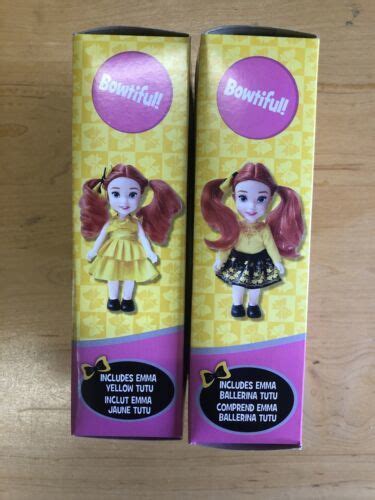 Bowtiful!
INCLUDES EMMA
YELLOW TUTU
INCLUT EMMA
JAUNE TUTU
Bowtiful!
INCLUDES EMMA
BALLERINA TUTU
COMPREND EMMA
BALLERINA TUTU